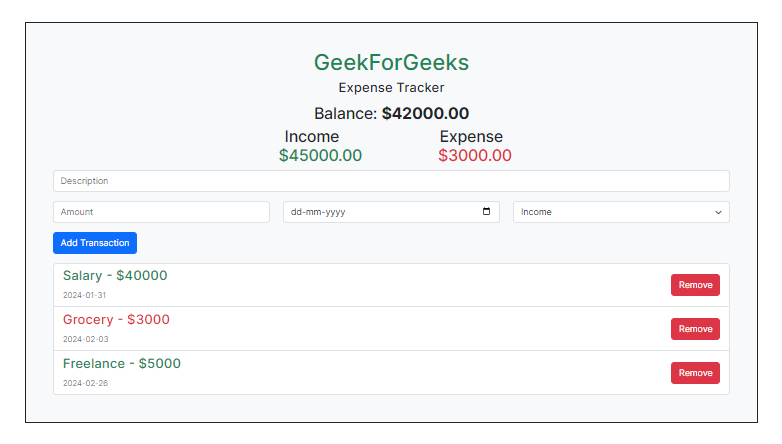 GeekForGeeks
Expense Tracker
Balance: $42000.00
Income Expense
$45000.00 $3000.00
Description
Amount dd-mm-yyyy Income
Add Transaction
Salary - $40000
2024-01-31
Remove
Grocery - $3000
2024-02-03
Remove
Freelance - $5000
2024-02-26
Remove